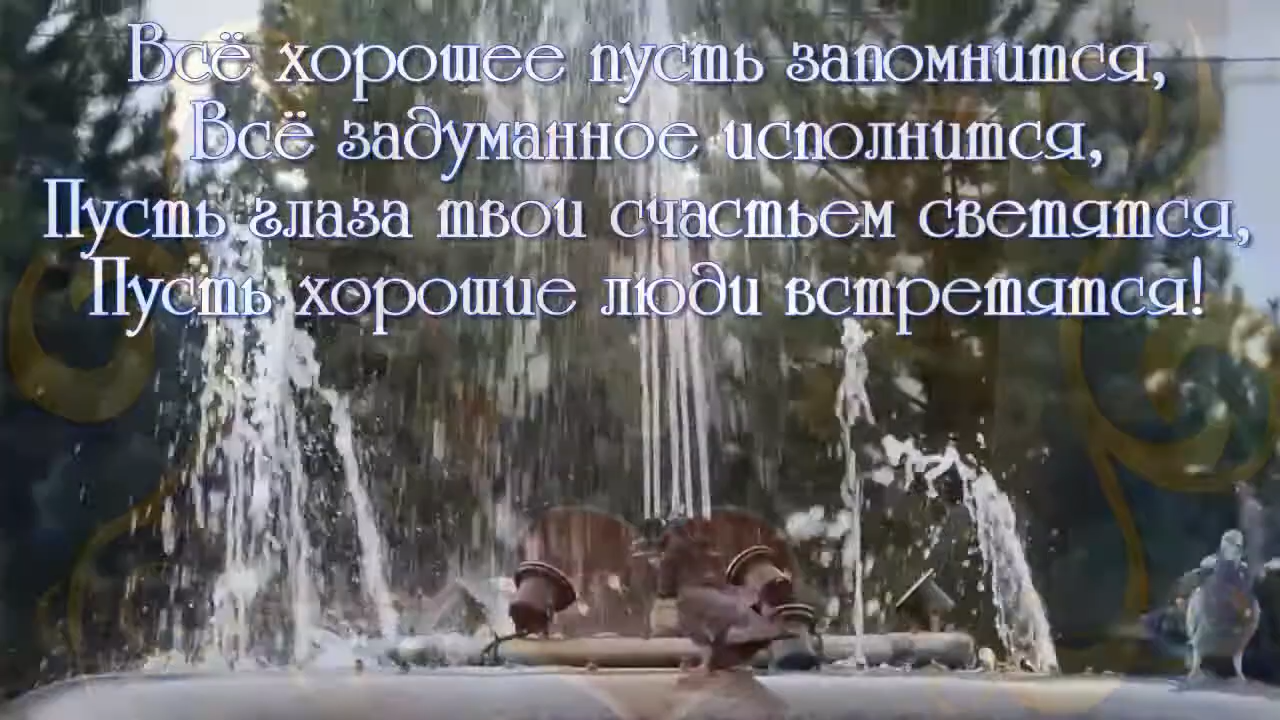 Всё хорошее пусть запомнится,
Всё задуманное исполнится,
Пусть глаза твои счастьем светятся,
Пусть хорошие люди встретятся!